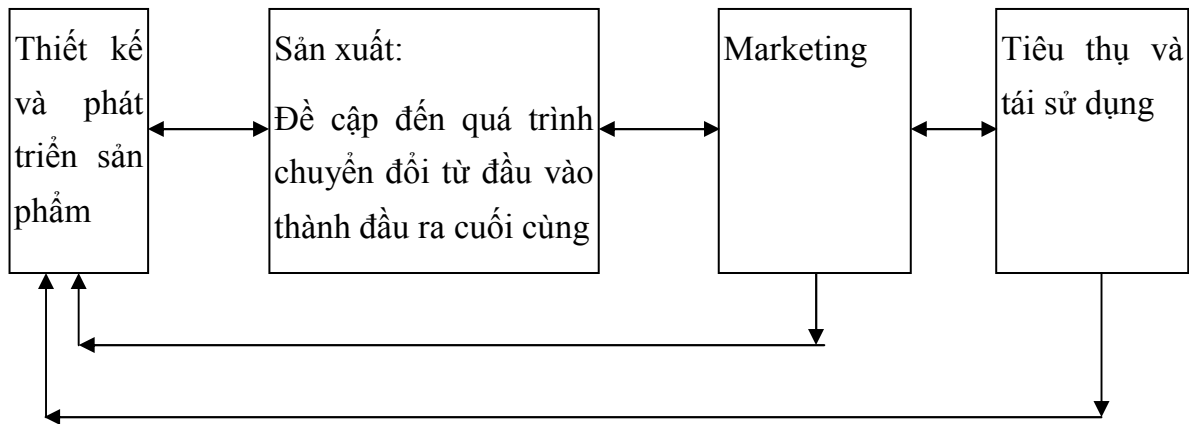 Thiết kế
và phát
triển sản
phẩm
Sản xuất:
Đề cập đến quá trình
chuyển đổi từ đầu vào
thành đầu ra cuối cùng
Marketing
Tiêu thụ và
tái sử dụng